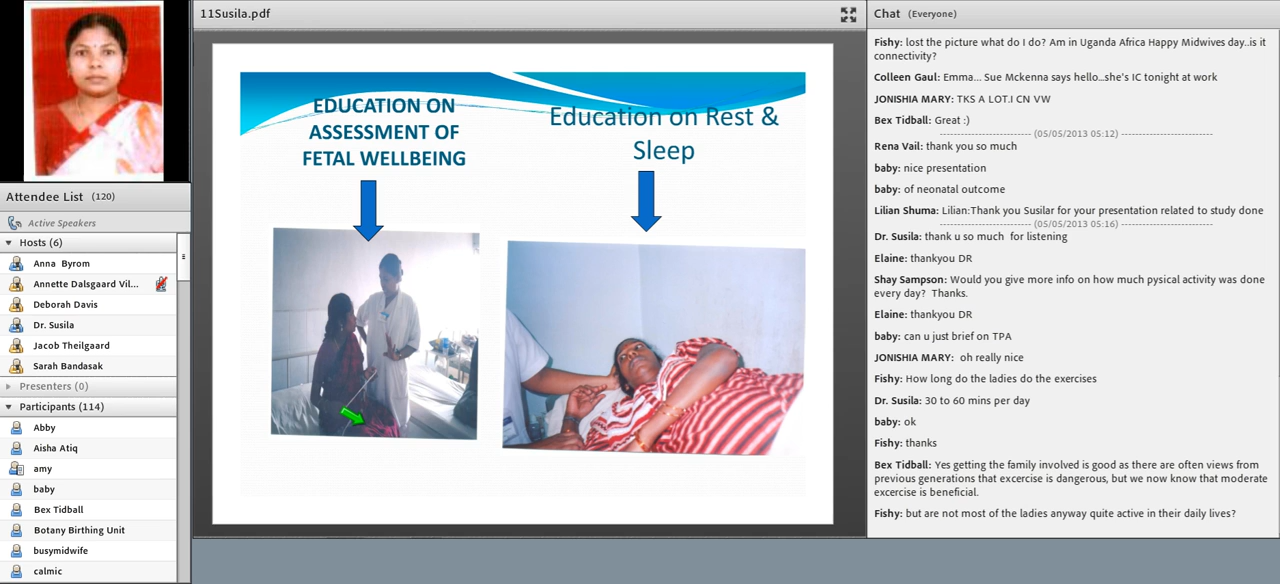 11Susila.pdf
EDUCATION ON
ASSESSMENT OF
FETAL WELLBEING
Education on Rest &
Sleep
Attendee List (120)
Active Speakers
Hosts (6)
Anna Byrom
Annette Dalsgaard Vil...
Deborah Davis
Dr. Susila
Jacob Theilgaard
Sarah Bandasak
Presenters (0)
Participants (114)
Abby
Aisha Atiq
amy
baby
Bex Tidball
Botany Birthing Unit
busymidwife
calmic
Chat (Everyone)
Fishy: lost the picture what do I do? Am in Uganda Africa Happy Midwives day..is it
connectivity?
Colleen Gaul: Emma... Sue Mckenna says hello...she's IC tonight at work
JONISHIA MARY: TKS A LOT.I CN VW
Bex Tidball: Great :)
------------------------- (05/05/2013 05:12) -------------------------
Rena Vail: thank you so much
baby: nice presentation
baby: of neonatal outcome
Lilian Shuma: Lilian:Thank you Susilar for your presentation related to study done
------------------------- (05/05/2013 05:16) -------------------------
Dr. Susila: thank u so much for listening
Elaine: thankyou DR
Shay Sampson: Would you give more info on how much pysical activity was done
every day? Thanks.
Elaine: thankyou DR
baby: can u just brief on TPA
JONISHIA MARY: oh really nice
Fishy: How long do the ladies do the exercises
Dr. Susila: 30 to 60 mins per day
baby: ok
Fishy: thanks
Bex Tidball: Yes getting the family involved is good as there are often views from
previous generations that excercise is dangerous, but we now know that moderate
excercise is beneficial.
Fishy: but are not most of the ladies anyway quite active in their daily lives?